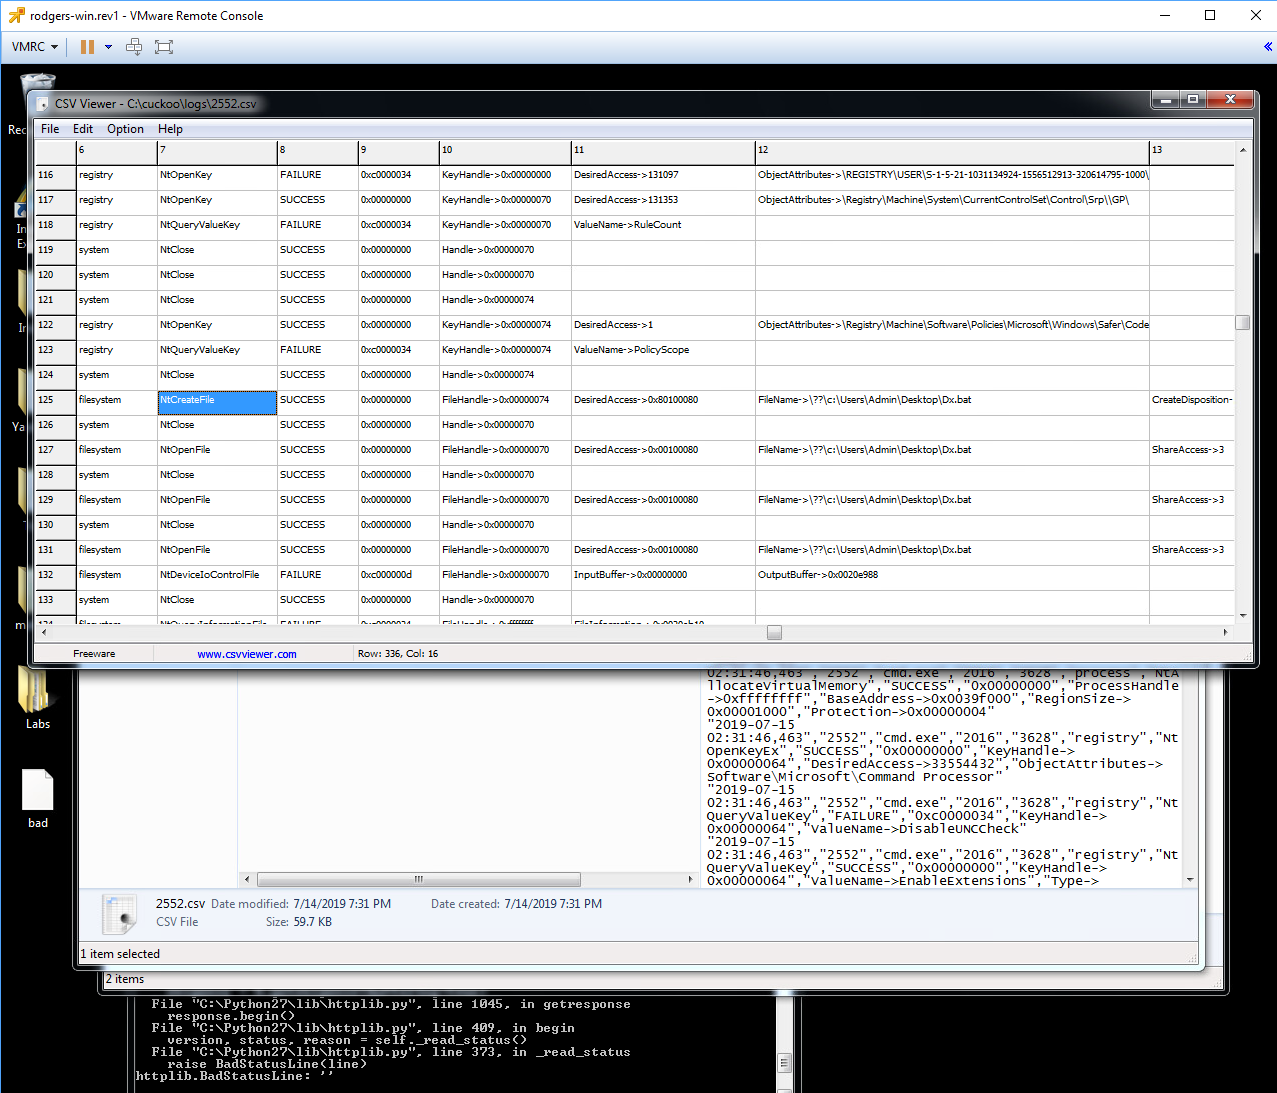 rodgers-win.rev1 - VMware Remote Console
VMRC
CSV Viewer - C:\cuckoo\logs\2552.csv
File Edit Option Help
6 7 8 9 10 11 12 13
116 registry NtOpenKey FAILURE 0xc0000034 KeyHandle->0x00000000 DesiredAccess->131097 ObjectAttributes->\REGISTRY\USER\S-1-5-21-1031134924-1556512913-320614795-1000\
117 registry NtOpenKey SUCCESS 0x00000000 KeyHandle->0x00000070 DesiredAccess->131353 ObjectAttributes->\Registry\Machine\System\CurrentControlSet\Control\Srp\\GP\
118 registry NtQueryValueKey FAILURE 0xc0000034 KeyHandle->0x00000070 ValueName->RuleCount
119 system NtClose SUCCESS 0x00000000 Handle->0x00000070
120 system NtClose SUCCESS 0x00000000 Handle->0x00000070
121 system NtClose SUCCESS 0x00000000 Handle->0x00000074
122 registry NtOpenKey SUCCESS 0x00000000 KeyHandle->0x00000074 DesiredAccess->1 ObjectAttributes->\Registry\Machine\Software\Policies\Microsoft\Windows\Safer\Code
123 registry NtQueryValueKey FAILURE 0xc0000034 KeyHandle->0x00000074 ValueName->PolicyScope
124 system NtClose SUCCESS 0x00000000 Handle->0x00000074
125 filesystem NtCreateFile SUCCESS 0x00000000 FileHandle->0x00000074 DesiredAccess->0x80100080 FileName->\??\c:\Users\Admin\Desktop\Dx.bat CreateDisposition-
126 system NtClose SUCCESS 0x00000000 Handle->0x00000070
127 filesystem NtOpenFile SUCCESS 0x00000000 FileHandle->0x00000070 DesiredAccess->0x00100080 FileName->\??\c:\Users\Admin\Desktop\Dx.bat ShareAccess->3
128 system NtClose SUCCESS 0x00000000 Handle->0x00000070
129 filesystem NtOpenFile SUCCESS 0x00000000 FileHandle->0x00000070 DesiredAccess->0x00100080 FileName->\??\c:\Users\Admin\Desktop\Dx.bat ShareAccess->3
130 system NtClose SUCCESS 0x00000000 Handle->0x00000070
131 filesystem NtOpenFile SUCCESS 0x00000000 FileHandle->0x00000070 DesiredAccess->0x00100080 FileName->\??\c:\Users\Admin\Desktop\Dx.bat ShareAccess->3
132 filesystem NtDeviceIoControlFile FAILURE 0xc000000d FileHandle->0x00000070 InputBuffer->0x00000000 OutputBuffer->0x0020e988
133 system NtClose SUCCESS 0x00000000 Handle->0x00000070
Freeware www.csvviewer.com Row: 336, Col: 16
Labs
bad
02:31:46,463","2552","cmd.exe","2016","3628","process","NtA
llocateVirtualMemory","SUCCESS","0x00000000","ProcessHandle
->0xffffffff","BaseAddress->0x0039f000","RegionSize->
0x00001000","Protection->0x00000004"
"2019-07-15
02:31:46,463","2552","cmd.exe","2016","3628","registry","Nt
OpenKeyEx","SUCCESS","0x00000000","KeyHandle->
0x00000064","DesiredAccess->33554432","ObjectAttributes->
Software\Microsoft\Command Processor"
"2019-07-15
02:31:46,463","2552","cmd.exe","2016","3628","registry","Nt
QueryValueKey","FAILURE","0xc0000034","KeyHandle->
0x00000064","ValueName->DisableUNCCheck"
"2019-07-15
02:31:46,463","2552","cmd.exe","2016","3628","registry","Nt
QueryValueKey","SUCCESS","0x00000000","KeyHandle->
0x00000064","ValueName->EnableExtensions","Type->
2552.csv Date modified: 7/14/2019 7:31 PM Date created: 7/14/2019 7:31 PM
CSV File Size: 59.7 KB
1 item selected
2 items
File "C:\Python27\lib\httplib.py", line 1045, in getresponse
response.begin()
File "C:\Python27\lib\httplib.py", line 409, in begin
version, status, reason = self._read_status()
File "C:\Python27\lib\httplib.py", line 373, in _read_status
raise BadStatusLine(line)
httplib.BadStatusLine: ''